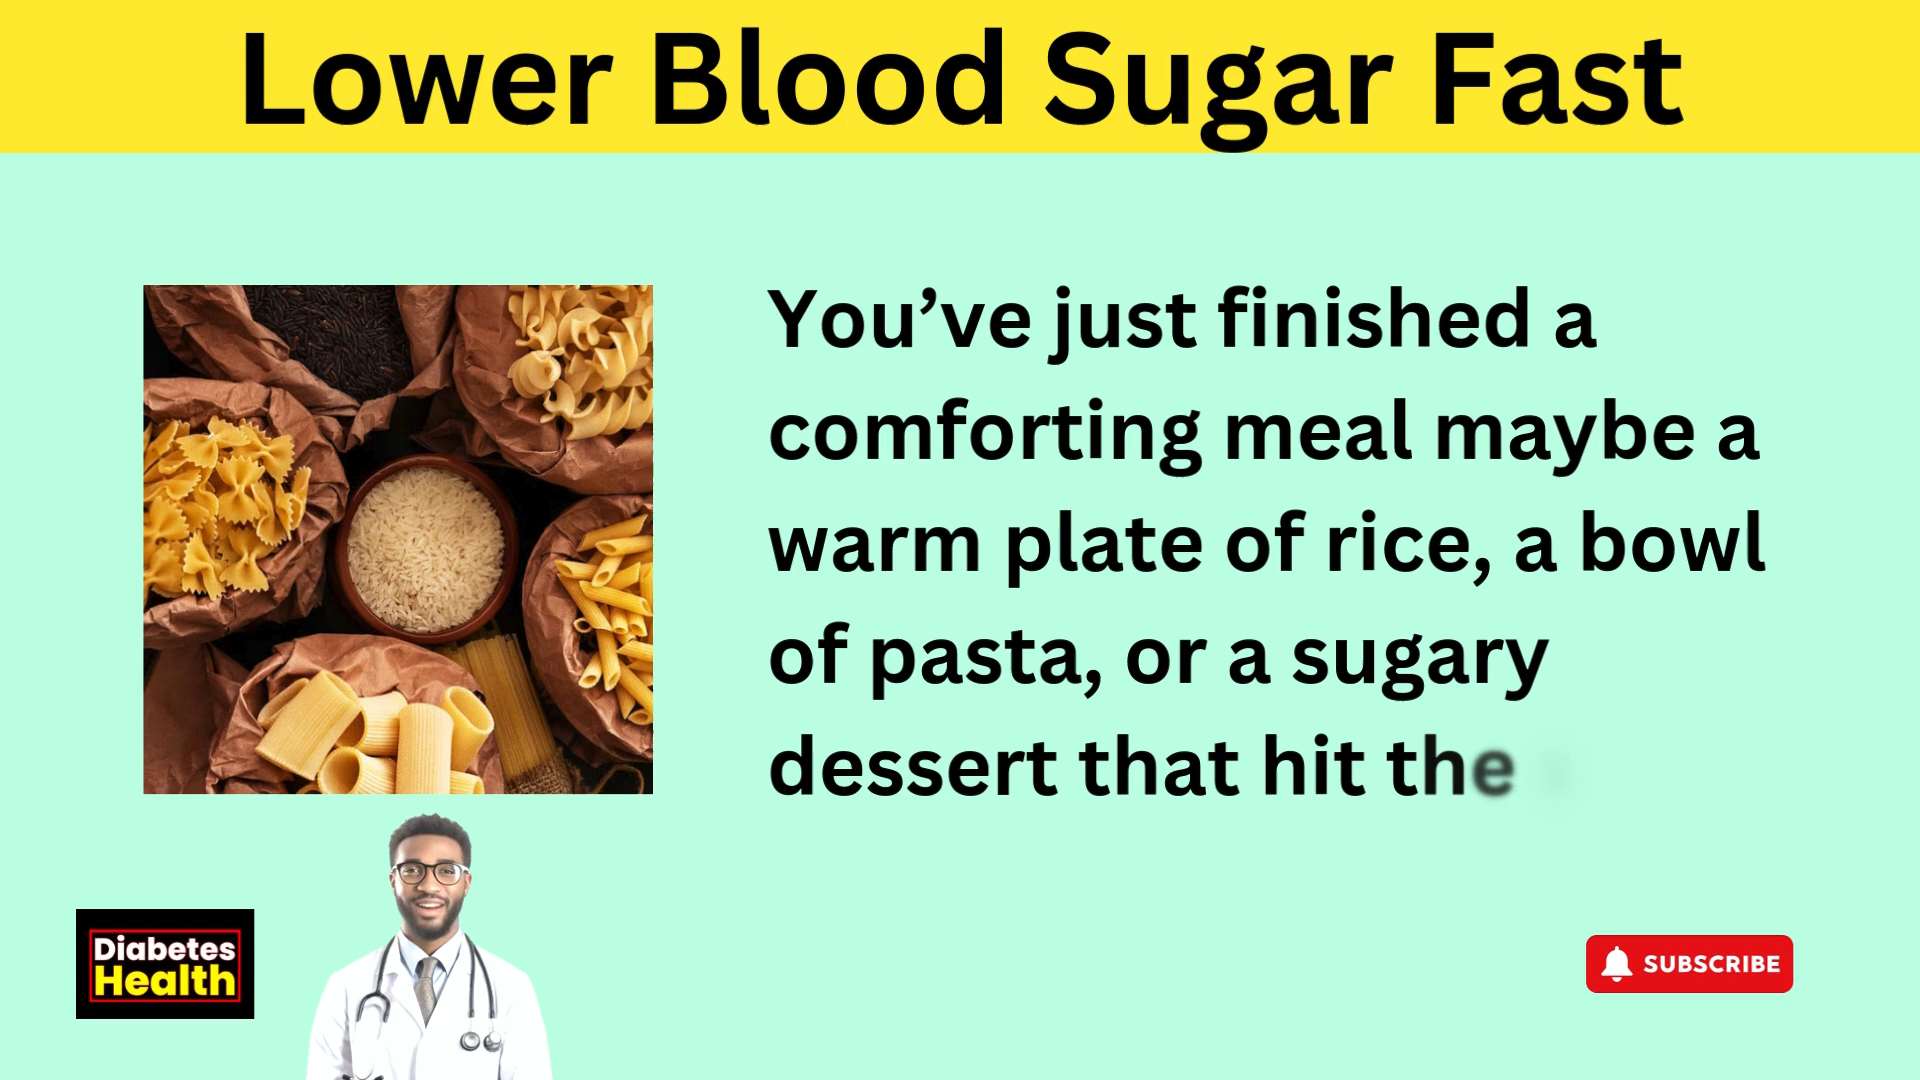 Lower Blood Sugar Fast
You’ve just finished a
comforting meal maybe a
warm plate of rice, a bowl
of pasta, or a sugary
dessert that hit the
Diabetes
Health
SUBSCRIBE